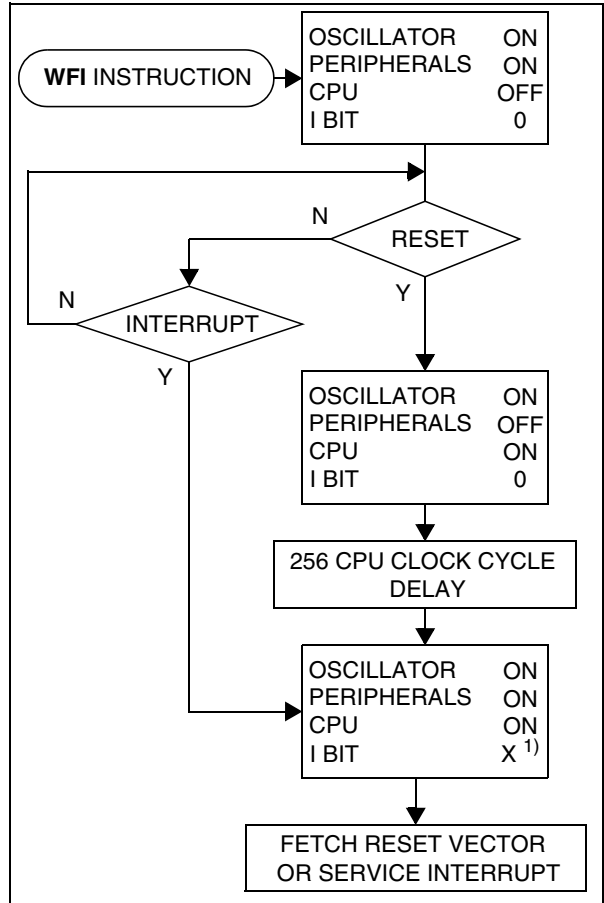 WFI INSTRUCTION
OSCILLATOR ON
PERIPHERALS ON
CPU OFF
I BIT 0
N
RESET
Y
N
INTERRUPT
Y
OSCILLATOR ON
PERIPHERALS OFF
CPU ON
I BIT 0
256 CPU CLOCK CYCLE
DELAY
OSCILLATOR ON
PERIPHERALS ON
CPU ON
I BIT X 1)
FETCH RESET VECTOR
OR SERVICE INTERRUPT